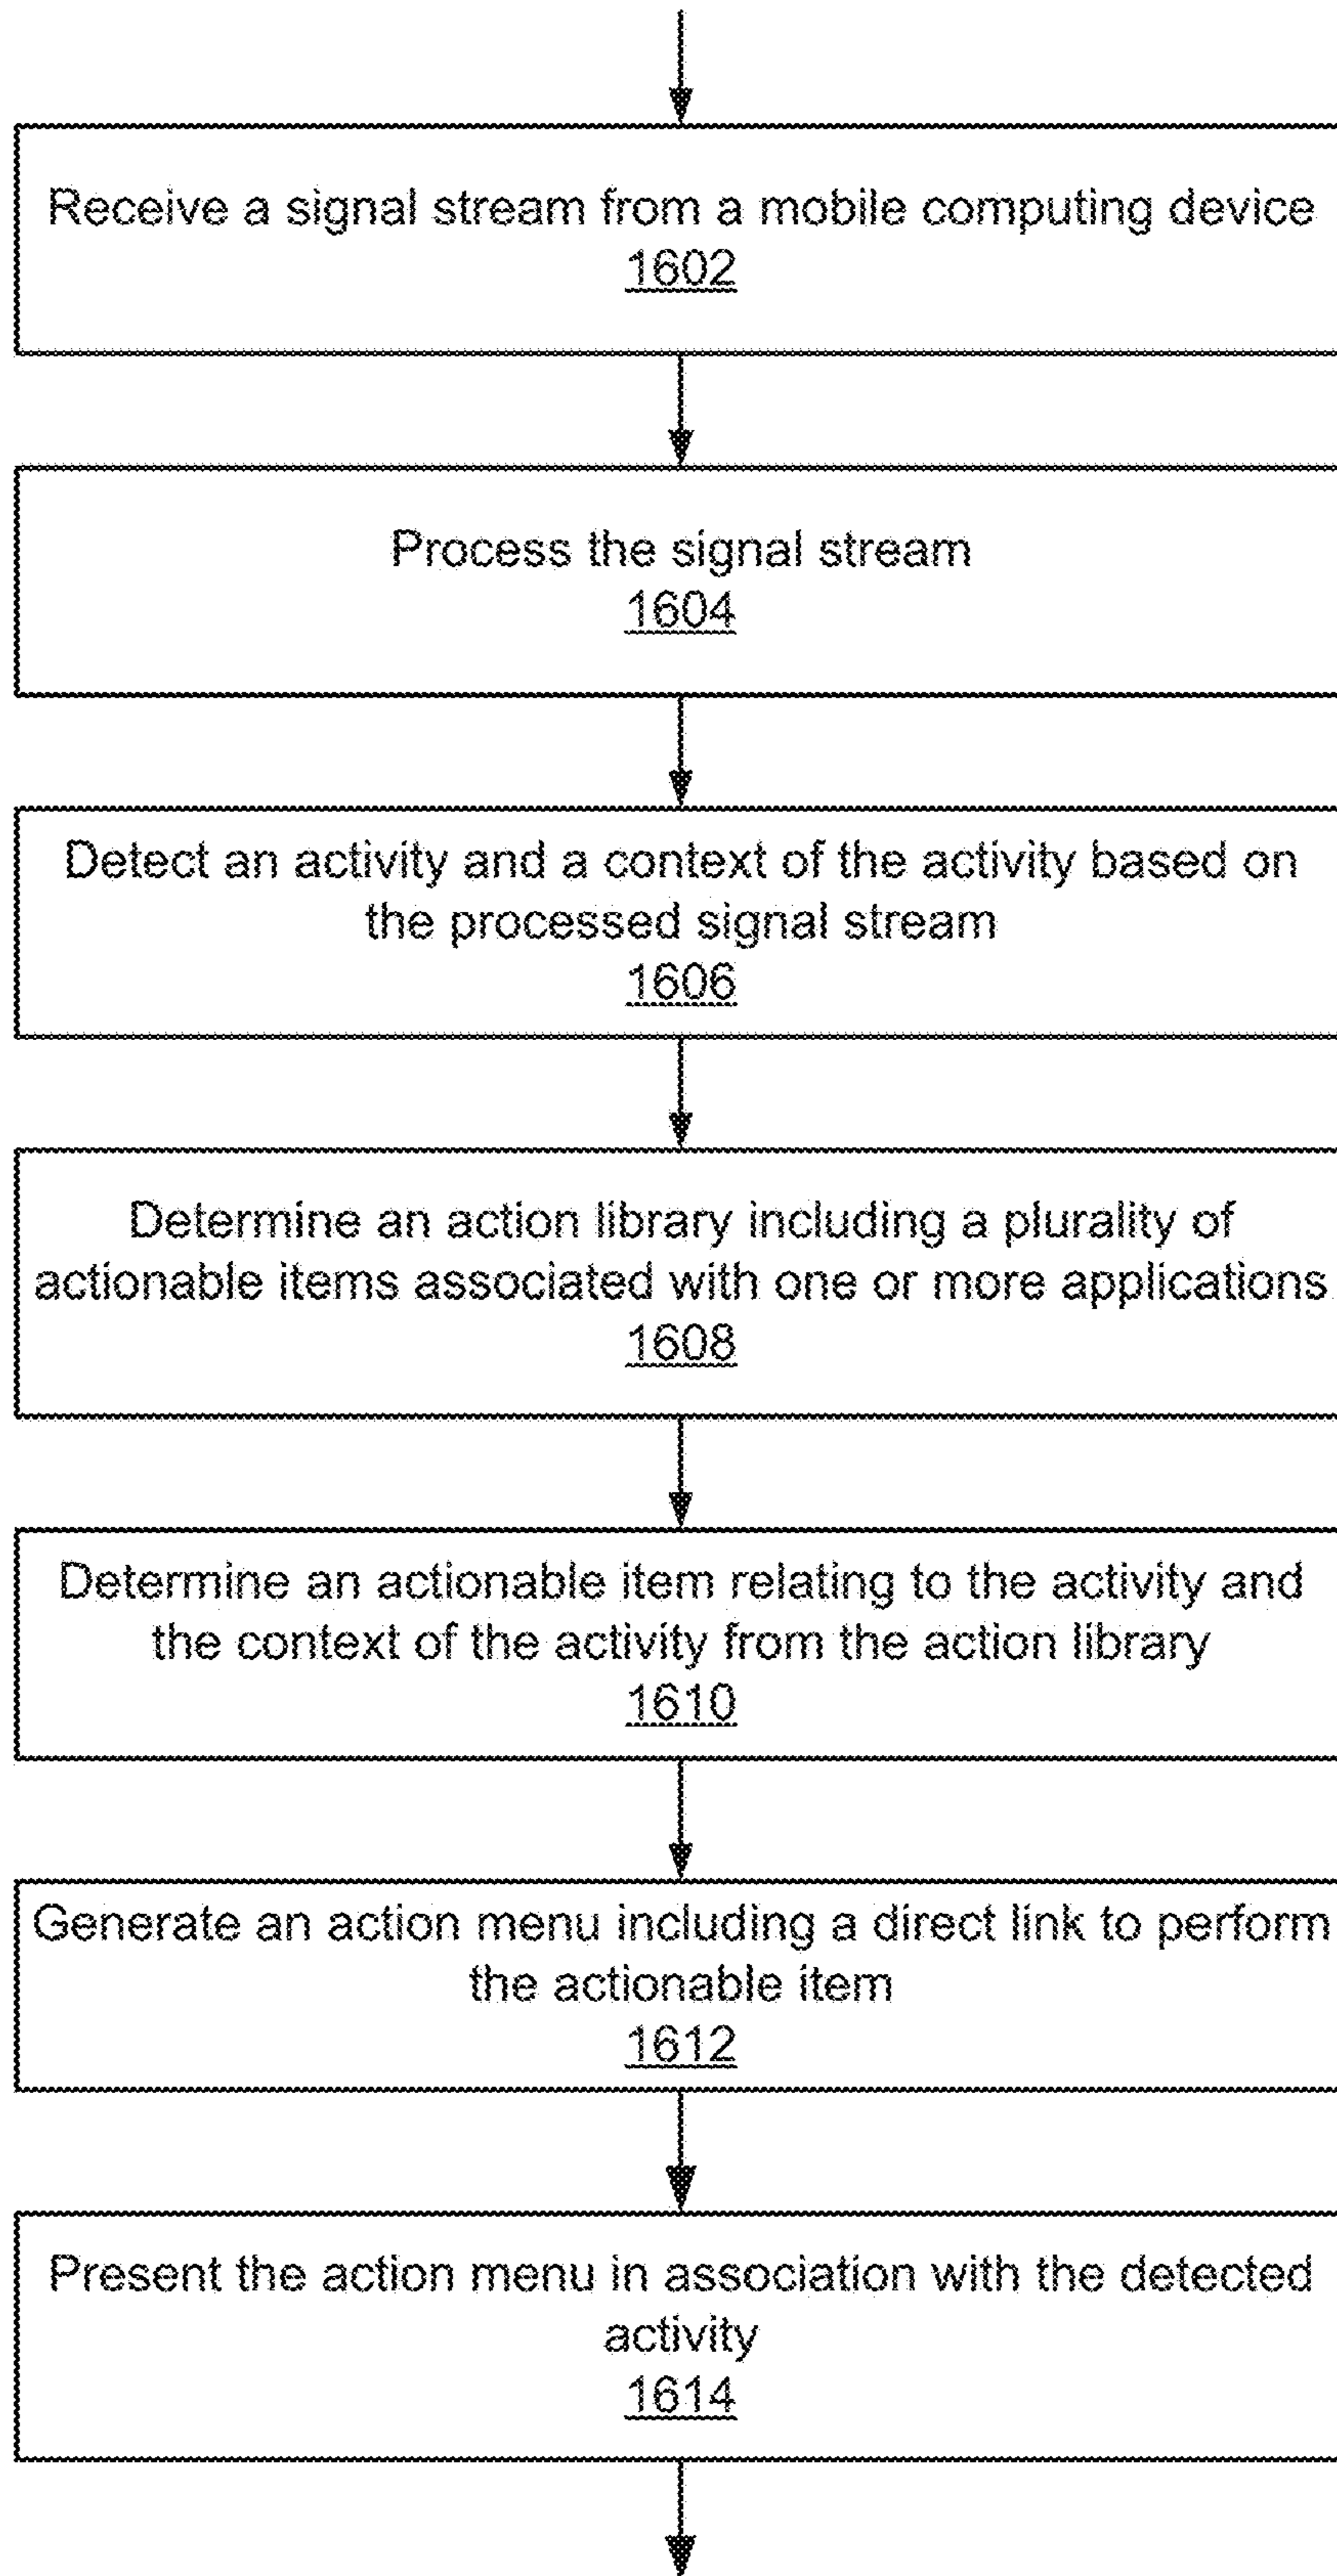 Receive a signal stream from a mobile computing device
1602
Process the signal stream
1604
Detect an activity and a context of the activity based on
the processed signal stream
1606
Determine an action library including a plurality of
actionable items associated with one or more applications
1608
Determine an actionable item relating to the activity and
the context of the activity from the action library
1610
Generate an action menu including a direct link to perform
the actionable item
1612
Present the action menu in association with the detected
activity
1614